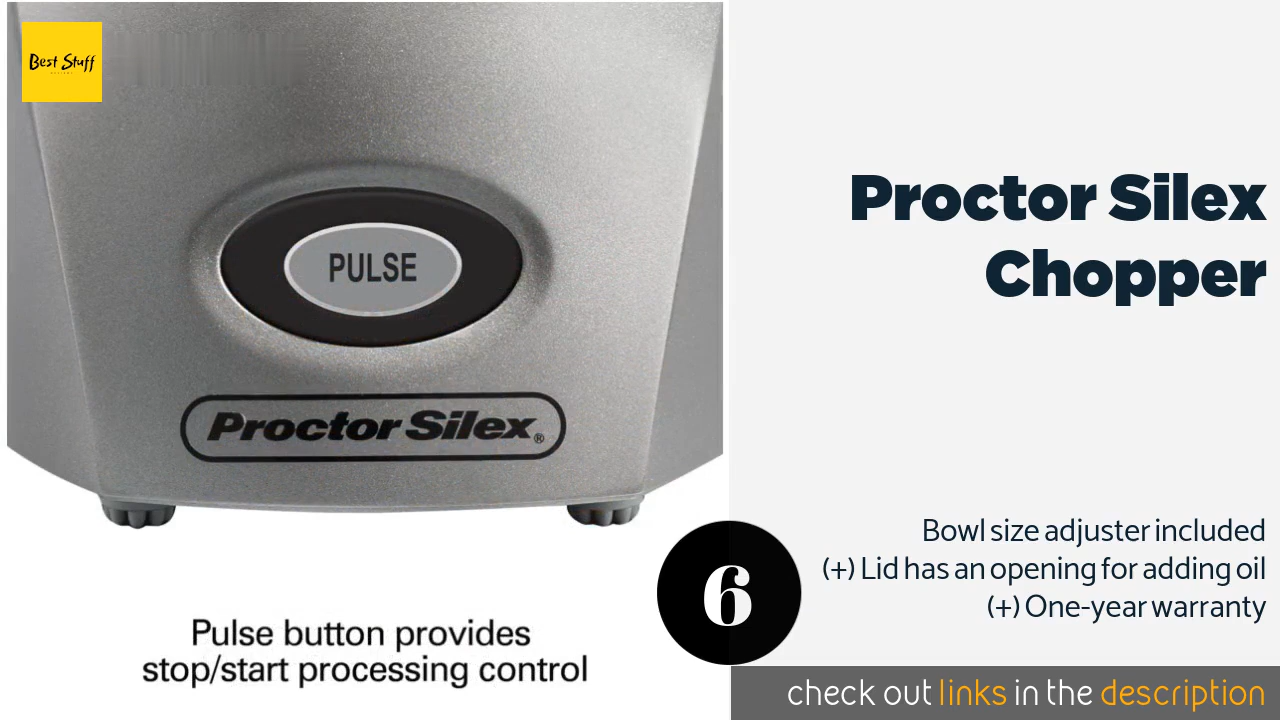 Best Stuff
PULSE
Proctor Silex®
Pulse button provides
stop/start processing control
Proctor Silex
Chopper
6
Bowl size adjuster included
(+) Lid has an opening for adding oil
(+) One-year warranty
check out links in the description